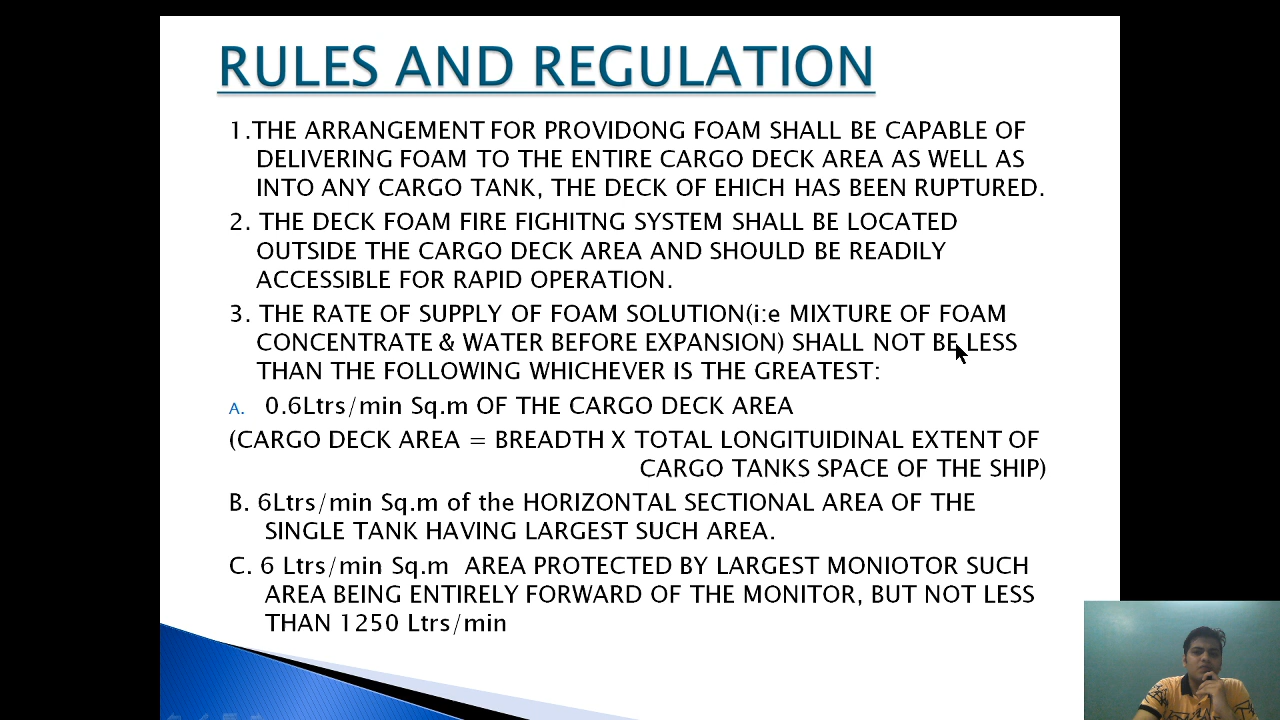 RULES AND REGULATION
1.THE ARRANGEMENT FOR PROVIDONG FOAM SHALL BE CAPABLE OF
DELIVERING FOAM TO THE ENTIRE CARGO DECK AREA AS WELL AS
INTO ANY CARGO TANK, THE DECK OF EHICH HAS BEEN RUPTURED.
2. THE DECK FOAM FIRE FIGHITNG SYSTEM SHALL BE LOCATED
OUTSIDE THE CARGO DECK AREA AND SHOULD BE READILY
ACCESSIBLE FOR RAPID OPERATION.
3. THE RATE OF SUPPLY OF FOAM SOLUTION(i:e MIXTURE OF FOAM
CONCENTRATE & WATER BEFORE EXPANSION) SHALL NOT BE LESS
THAN THE FOLLOWING WHICHEVER IS THE GREATEST:
A. 0.6Ltrs/min Sq.m OF THE CARGO DECK AREA
(CARGO DECK AREA = BREADTH X TOTAL LONGITUIDINAL EXTENT OF
CARGO TANKS SPACE OF THE SHIP)
B. 6Ltrs/min Sq.m of the HORIZONTAL SECTIONAL AREA OF THE
SINGLE TANK HAVING LARGEST SUCH AREA.
C. 6 Ltrs/min Sq.m AREA PROTECTED BY LARGEST MONIOTOR SUCH
AREA BEING ENTIRELY FORWARD OF THE MONITOR, BUT NOT LESS
THAN 1250 Ltrs/min